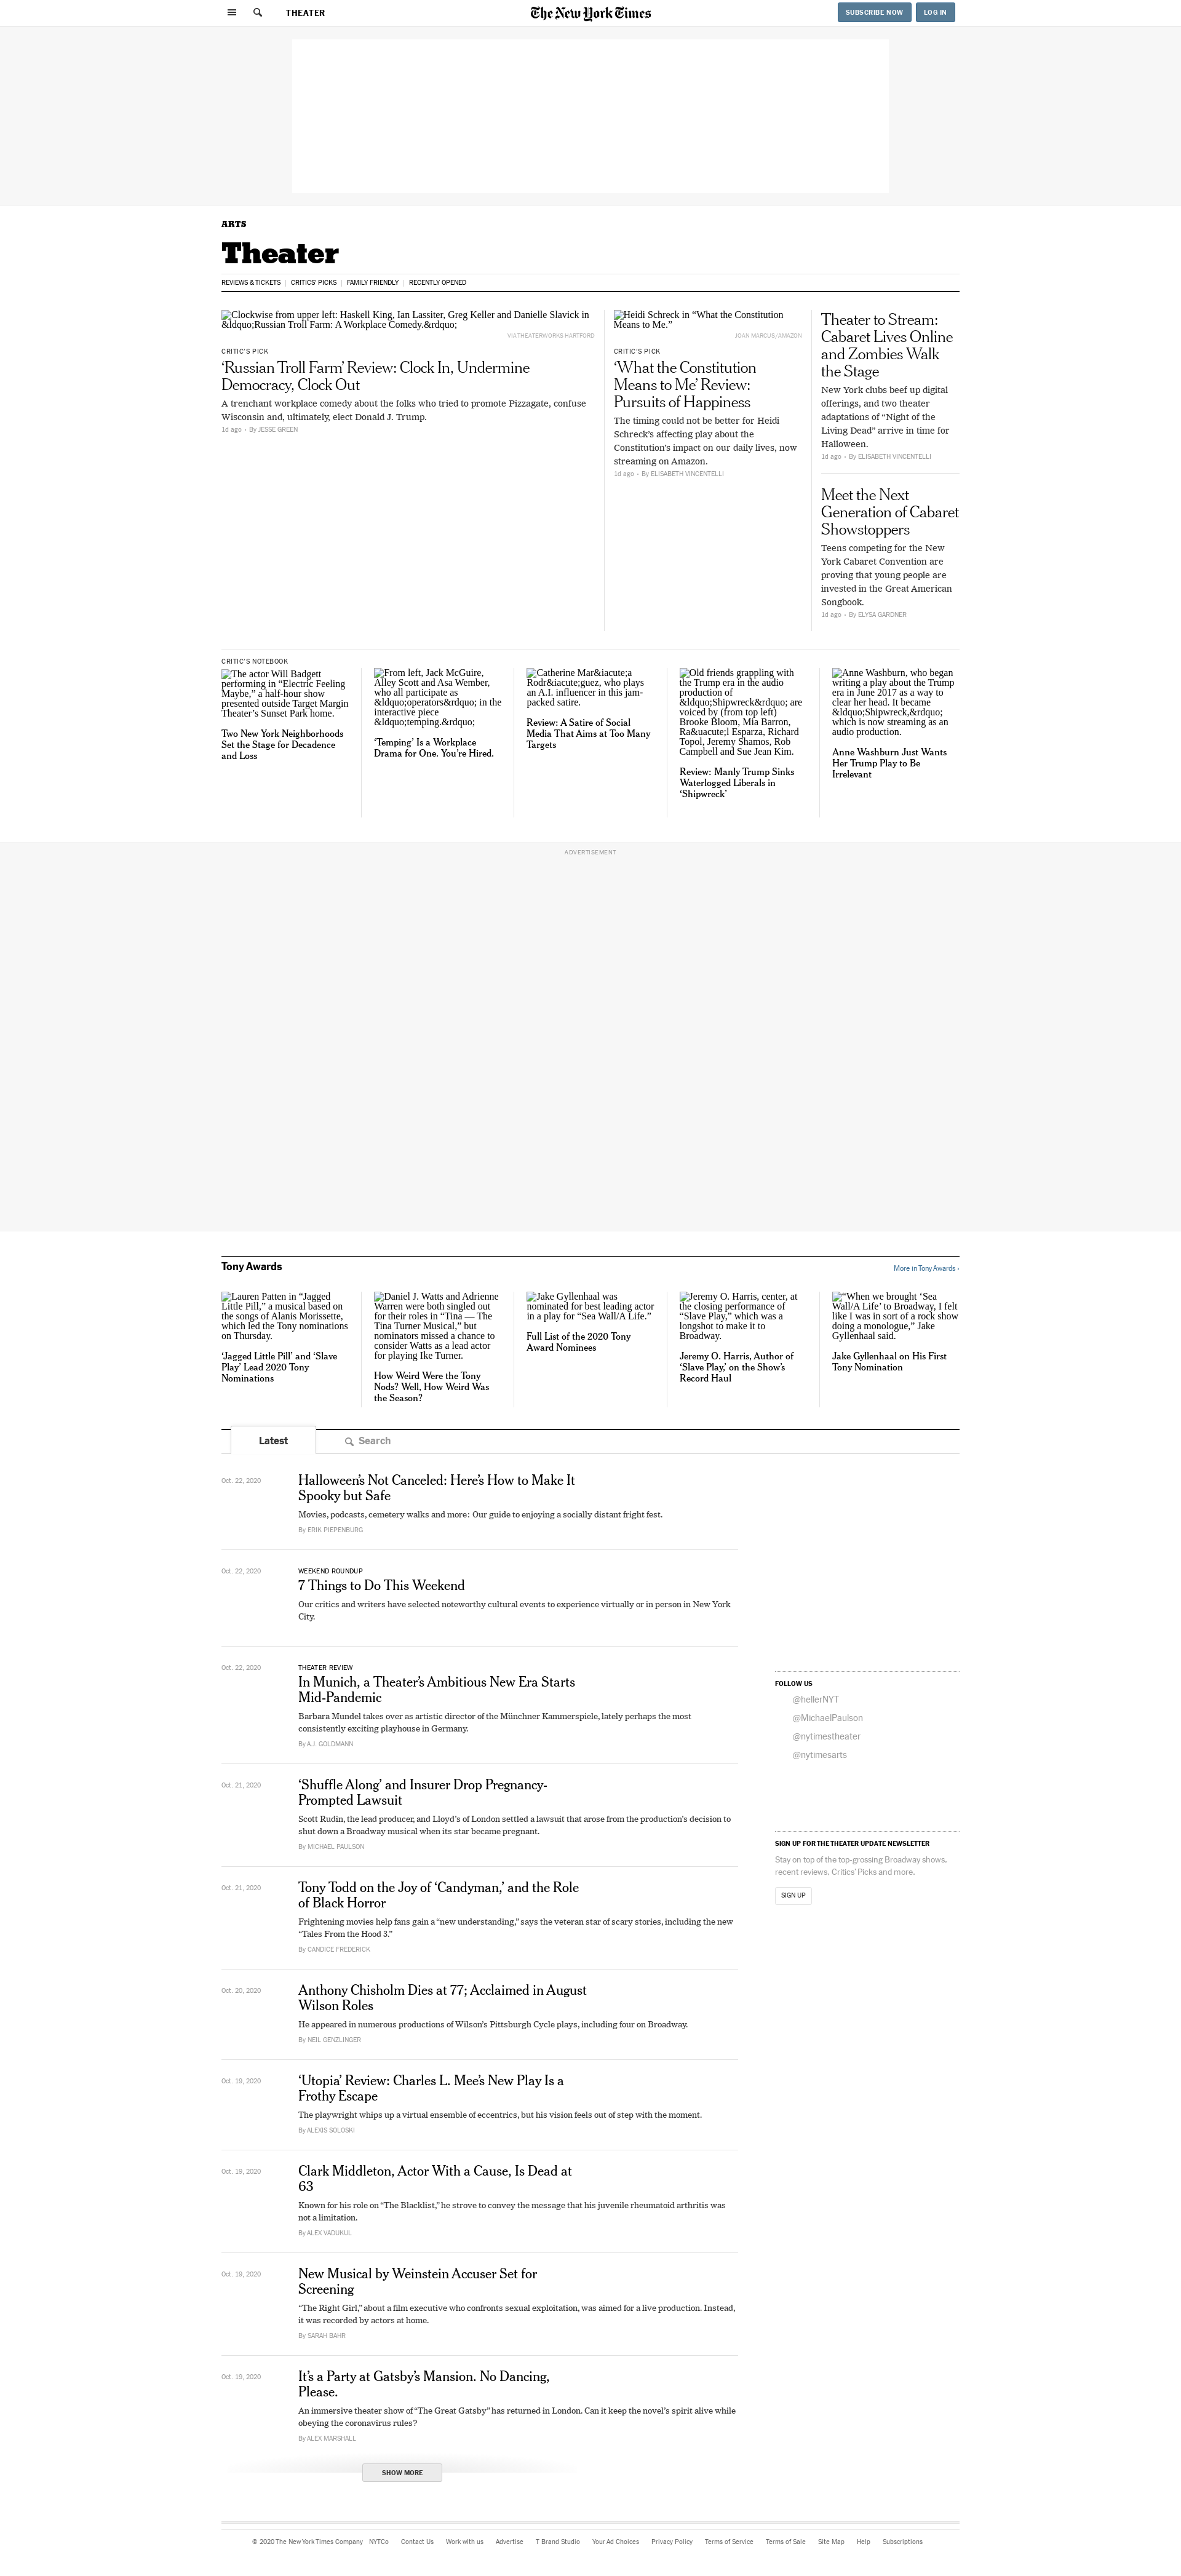 THEATER
The New York Times
SUBSCRIBE NOW
LOG IN
ARTS
Theater
REVIEWS & TICKETS
CRITICS' PICKS
FAMILY FRIENDLY
RECENTLY OPENED
Clockwise from upper left: Haskell King, Ian Lassiter, Greg Keller and Danielle Slavick in
&ldquo;Russian Troll Farm: A Workplace Comedy.&rdquo;
VIA THEATERWORKS HARTFORD
CRITIC'S PICK
‘Russian Troll Farm’ Review: Clock In, Undermine
Democracy, Clock Out
A trenchant workplace comedy about the folks who tried to promote Pizzagate, confuse
Wisconsin and, ultimately, elect Donald J. Trump.
1d ago • By JESSE GREEN
Heidi Schreck in “What the Constitution
Means to Me.”
JOAN MARCUS/AMAZON
CRITIC'S PICK
‘What the Constitution
Means to Me’ Review:
Pursuits of Happiness
The timing could not be better for Heidi
Schreck’s affecting play about the
Constitution’s impact on our daily lives, now
streaming on Amazon.
1d ago • By ELISABETH VINCENTELLI
Theater to Stream:
Cabaret Lives Online
and Zombies Walk
the Stage
New York clubs beef up digital
offerings, and two theater
adaptations of “Night of the
Living Dead” arrive in time for
Halloween.
1d ago • By ELISABETH VINCENTELLI
Meet the Next
Generation of Cabaret
Showstoppers
Teens competing for the New
York Cabaret Convention are
proving that young people are
invested in the Great American
Songbook.
1d ago • By ELYSA GARDNER
CRITIC'S NOTEBOOK
The actor Will Badgett
performing in “Electric Feeling
Maybe,” a half-hour show
presented outside Target Margin
Theater’s Sunset Park home.
Two New York Neighborhoods
Set the Stage for Decadence
and Loss
From left, Jack McGuire,
Alley Scott and Asa Wember,
who all participate as
&ldquo;operators&rdquo; in the
interactive piece
&ldquo;temping.&rdquo;
‘Temping’ Is a Workplace
Drama for One. You’re Hired.
Catherine Mar&iacute;a
Rodr&iacute;guez, who plays
an A.I. influencer in this jam-
packed satire.
Review: A Satire of Social
Media That Aims at Too Many
Targets
Old friends grappling with
the Trump era in the audio
production of
&ldquo;Shipwreck&rdquo; are
voiced by (from top left)
Brooke Bloom, Mia Barron,
Ra&uacute;l Esparza, Richard
Topol, Jeremy Shamos, Rob
Campbell and Sue Jean Kim.
Review: Manly Trump Sinks
Waterlogged Liberals in
‘Shipwreck’
Anne Washburn, who began
writing a play about the Trump
era in June 2017 as a way to
clear her head. It became
&ldquo;Shipwreck,&rdquo;
which is now streaming as an
audio production.
Anne Washburn Just Wants
Her Trump Play to Be
Irrelevant
ADVERTISEMENT
Tony Awards
More in Tony Awards ›
Lauren Patten in “Jagged
Little Pill,” a musical based on
the songs of Alanis Morissette,
which led the Tony nominations
on Thursday.
‘Jagged Little Pill’ and ‘Slave
Play’ Lead 2020 Tony
Nominations
Daniel J. Watts and Adrienne
Warren were both singled out
for their roles in “Tina — The
Tina Turner Musical,” but
nominators missed a chance to
consider Watts as a lead actor
for playing Ike Turner.
How Weird Were the Tony
Nods? Well, How Weird Was
the Season?
Jake Gyllenhaal was
nominated for best leading actor
in a play for “Sea Wall/A Life.”
Full List of the 2020 Tony
Award Nominees
Jeremy O. Harris, center, at
the closing performance of
“Slave Play,” which was a
longshot to make it to
Broadway.
Jeremy O. Harris, Author of
‘Slave Play,’ on the Show’s
Record Haul
“When we brought ‘Sea
Wall/A Life’ to Broadway, I felt
like I was in sort of a rock show
doing a monologue,” Jake
Gyllenhaal said.
Jake Gyllenhaal on His First
Tony Nomination
Latest
Search
Oct. 22, 2020
Halloween’s Not Canceled: Here’s How to Make It
Spooky but Safe
Movies, podcasts, cemetery walks and more: Our guide to enjoying a socially distant fright fest.
By ERIK PIEPENBURG
Oct. 22, 2020
WEEKEND ROUNDUP
7 Things to Do This Weekend
Our critics and writers have selected noteworthy cultural events to experience virtually or in person in New York
City.
Oct. 22, 2020
THEATER REVIEW
In Munich, a Theater’s Ambitious New Era Starts
Mid-Pandemic
Barbara Mundel takes over as artistic director of the Münchner Kammerspiele, lately perhaps the most
consistently exciting playhouse in Germany.
By A.J. GOLDMANN
Oct. 21, 2020
‘Shuffle Along’ and Insurer Drop Pregnancy-
Prompted Lawsuit
Scott Rudin, the lead producer, and Lloyd’s of London settled a lawsuit that arose from the production’s decision to
shut down a Broadway musical when its star became pregnant.
By MICHAEL PAULSON
Oct. 21, 2020
Tony Todd on the Joy of ‘Candyman,’ and the Role
of Black Horror
Frightening movies help fans gain a “new understanding,” says the veteran star of scary stories, including the new
“Tales From the Hood 3.”
By CANDICE FREDERICK
Oct. 20, 2020
Anthony Chisholm Dies at 77; Acclaimed in August
Wilson Roles
He appeared in numerous productions of Wilson’s Pittsburgh Cycle plays, including four on Broadway.
By NEIL GENZLINGER
Oct. 19, 2020
‘Utopia’ Review: Charles L. Mee’s New Play Is a
Frothy Escape
The playwright whips up a virtual ensemble of eccentrics, but his vision feels out of step with the moment.
By ALEXIS SOLOSKI
Oct. 19, 2020
Clark Middleton, Actor With a Cause, Is Dead at
63
Known for his role on “The Blacklist,” he strove to convey the message that his juvenile rheumatoid arthritis was
not a limitation.
By ALEX VADUKUL
Oct. 19, 2020
New Musical by Weinstein Accuser Set for
Screening
“The Right Girl,” about a film executive who confronts sexual exploitation, was aimed for a live production. Instead,
it was recorded by actors at home.
By SARAH BAHR
Oct. 19, 2020
It’s a Party at Gatsby’s Mansion. No Dancing,
Please.
An immersive theater show of “The Great Gatsby” has returned in London. Can it keep the novel’s spirit alive while
obeying the coronavirus rules?
By ALEX MARSHALL
SHOW MORE
FOLLOW US
@hellerNYT
@MichaelPaulson
@nytimestheater
@nytimesarts
SIGN UP FOR THE THEATER UPDATE NEWSLETTER
Stay on top of the top-grossing Broadway shows,
recent reviews, Critics’ Picks and more.
SIGN UP
© 2020 The New York Times Company
NYTCo
Contact Us
Work with us
Advertise
T Brand Studio
Your Ad Choices
Privacy Policy
Terms of Service
Terms of Sale
Site Map
Help
Subscriptions